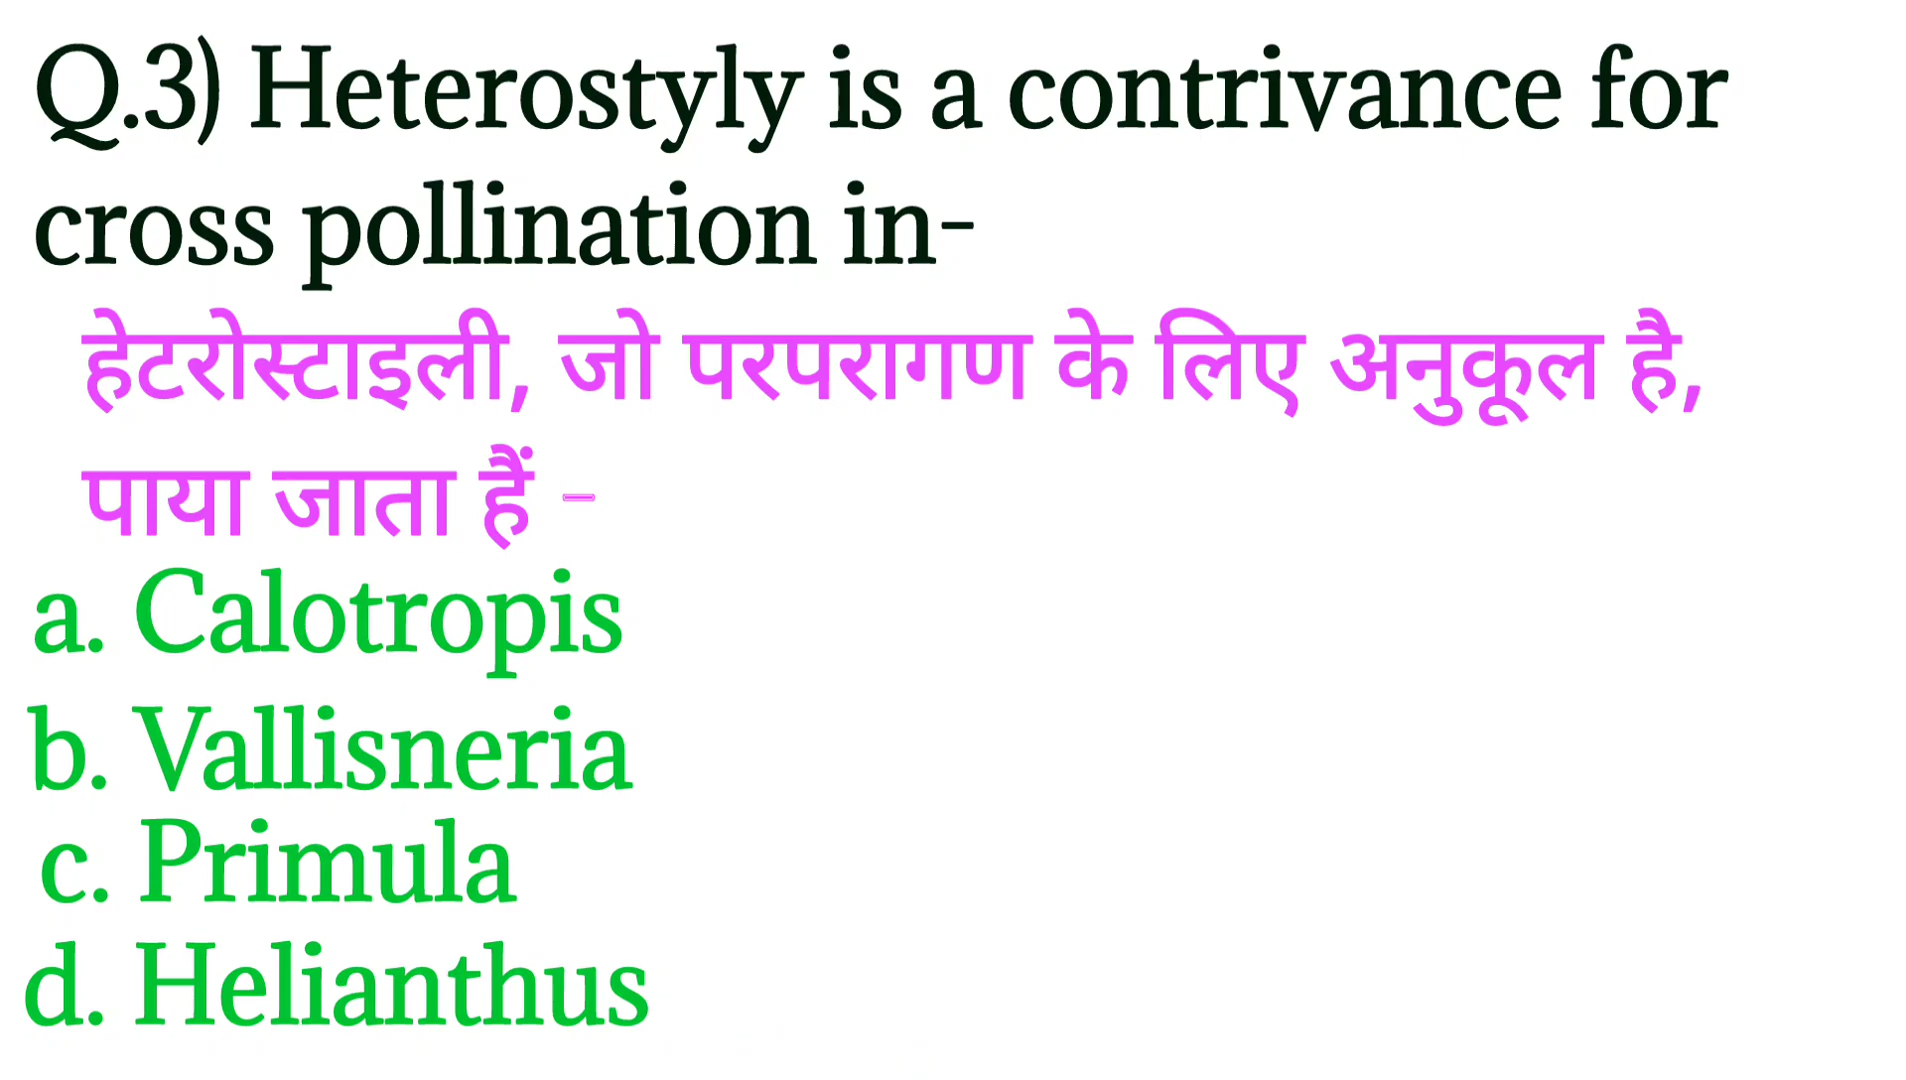 Q.3) Heterostyly is a contrivance for
cross pollination in-
हेटरोस्टाइली, जो परपरागण के लिए अनुकूल है,
पाया जाता हैं -
a. Calotropis
b. Vallisneria
c. Primula
d. Helianthus